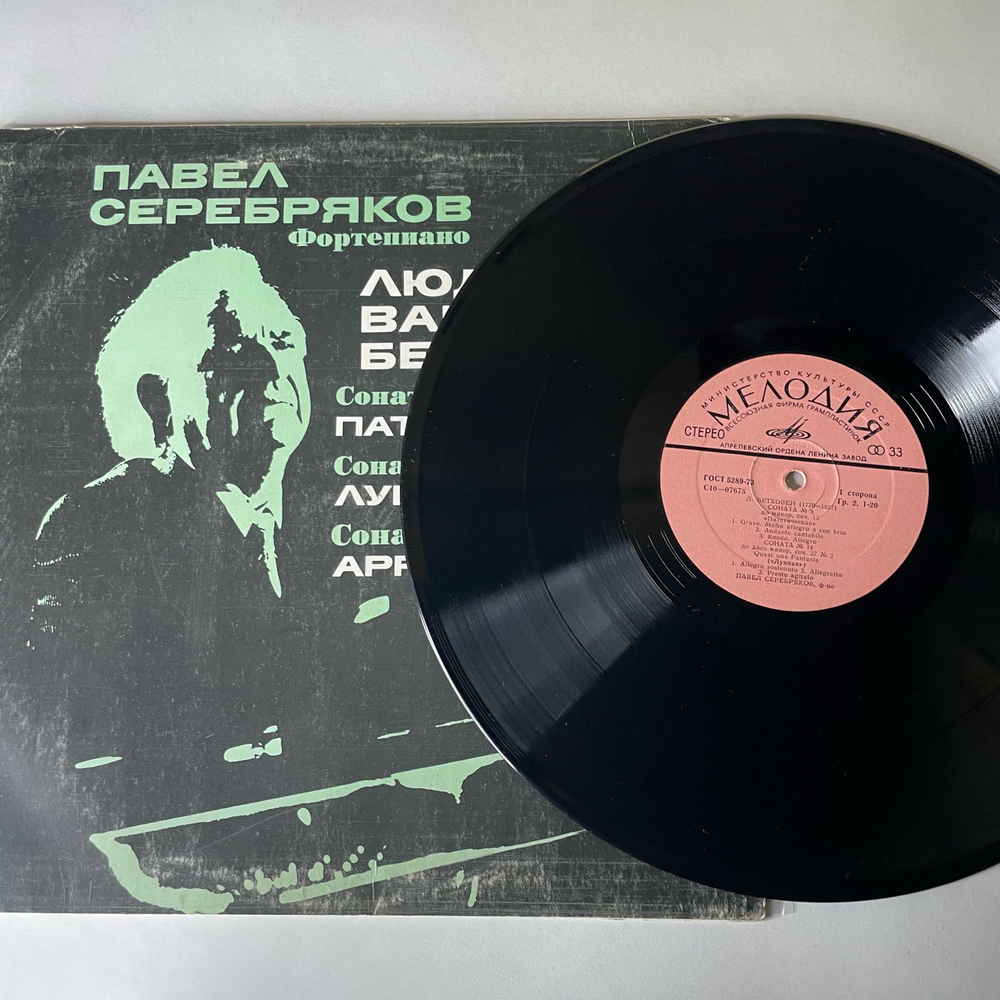 ПАВЕЛ
СЕРЕБРЯКОВ
Фортепиано
ЛЮД
ВАН
БЕ
Сонат
ПАТ
Сона
ЛУН
Сона
АРР
МИНИСТЕРСТВО КУЛЬТУРЫ СССР
МЕЛОДИЯ
ВСЕСОЮЗНАЯ ФИРМА ГРАМПЛАСТИНОК
СТЕРЕО 33
АПРЕЛЕВСКИЙ ОРДЕНА ЛЕНИНА ЗАВОД
ГОСТ 5289-73 1 сторона
С10—07675 Гр. 2. 1-20
Л. БЕТХОВЕН (1770—1827)
СОНАТА № 8
до минор, соч. 13
«Патетическая»
1. Grave. Molto allegro e con brio
2. Andante cantabile
3. Rondo. Allegro
СОНАТА № 14
до диез минор, соч. 27 № 2
Quasi una Fantasia
(«Лунная»)
1. Allegro sostenuto 2. Allegretto
3. Presto agitato
ПАВЕЛ СЕРЕБРЯКОВ, ф-но